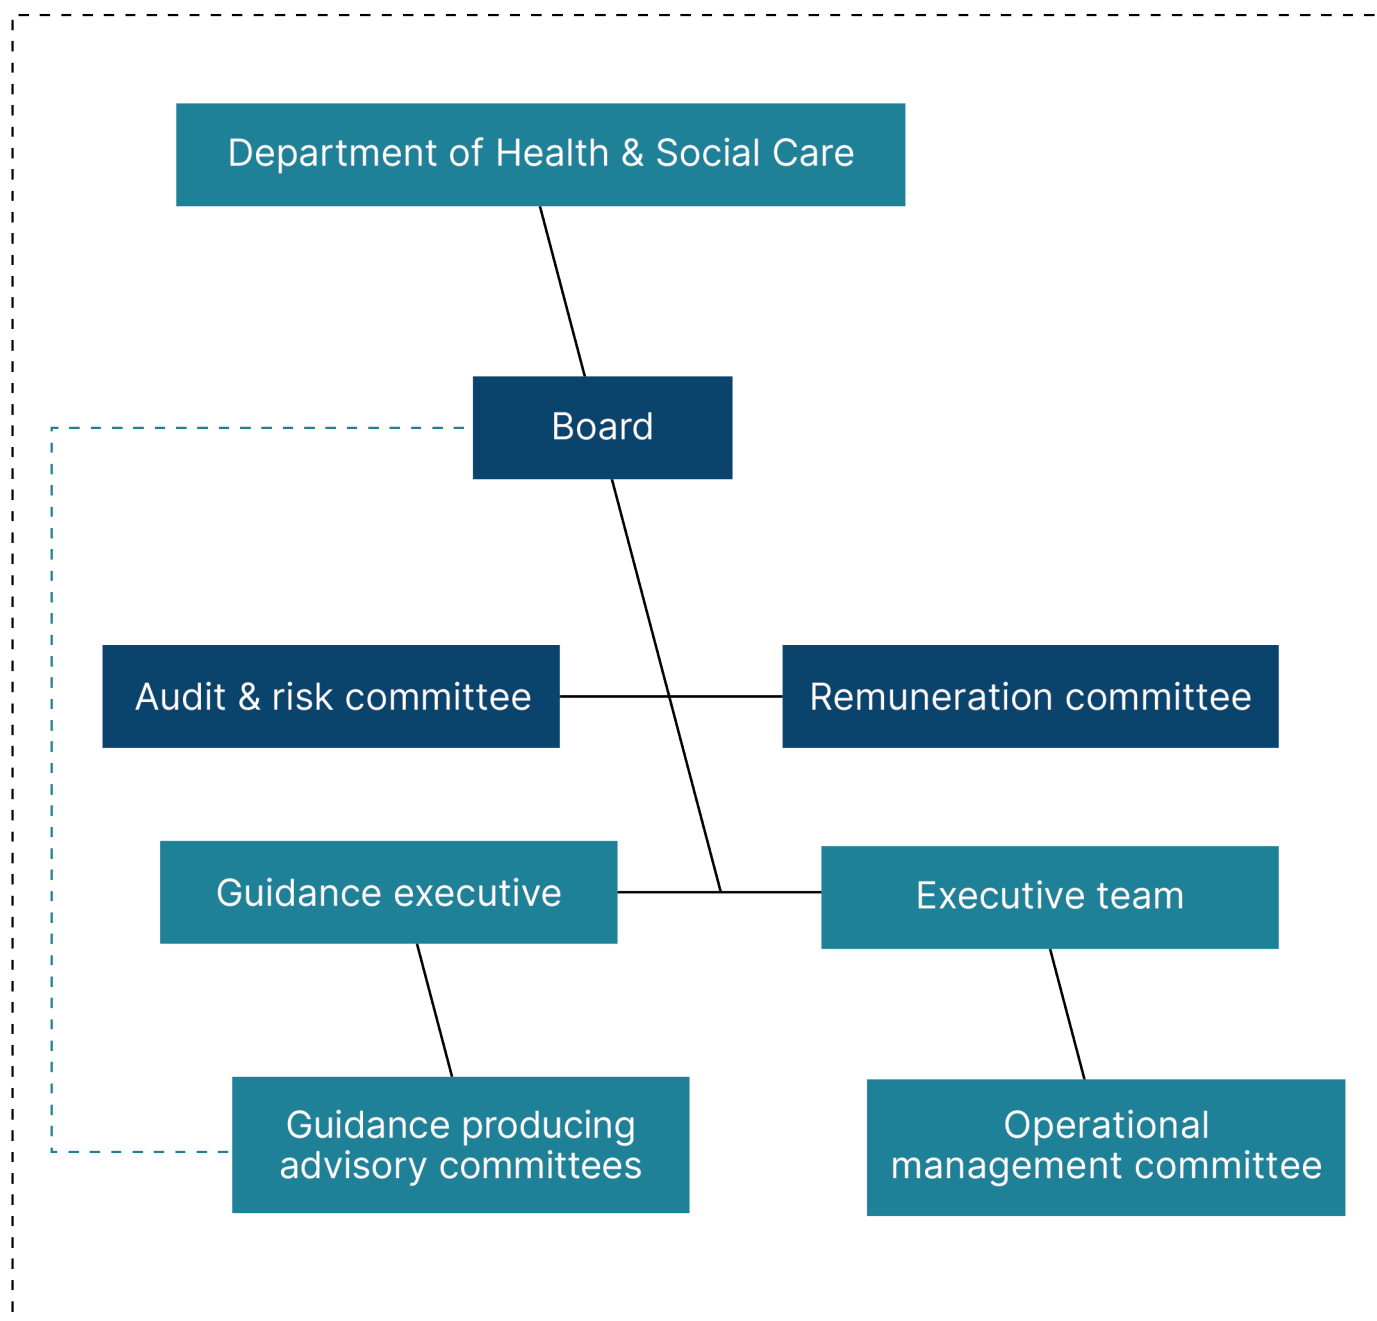 Department of Health & Social Care
Board
Audit & risk committee
Remuneration committee
Guidance executive
Executive team
Guidance producing
advisory committees
Operational
management committee